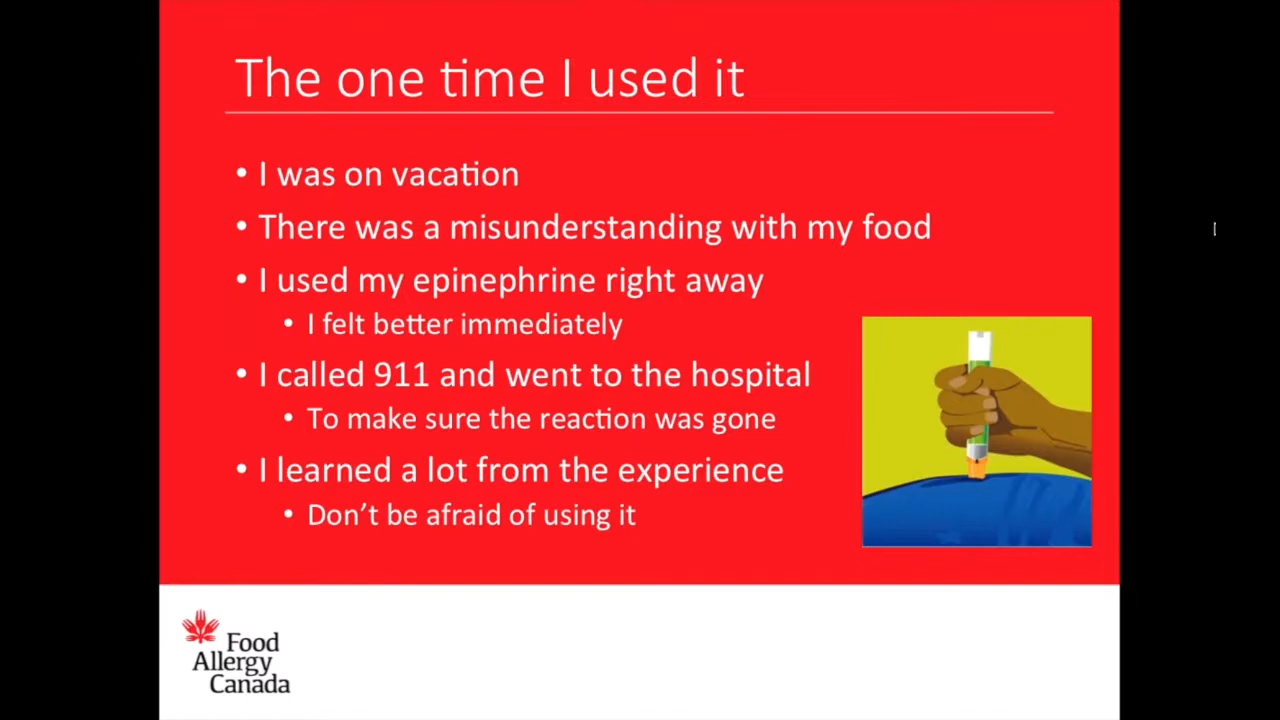 The one time I used it
• I was on vacation
• There was a misunderstanding with my food
• I used my epinephrine right away
• I felt better immediately
• I called 911 and went to the hospital
• To make sure the reaction was gone
• I learned a lot from the experience
• Don't be afraid of using it
Food
Allergy
Canada